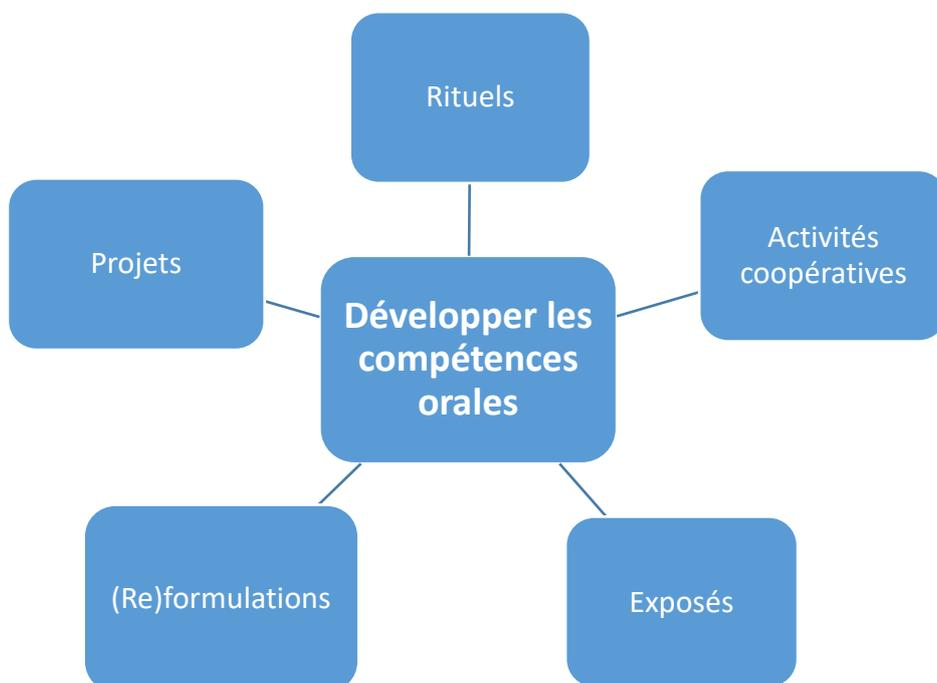 Rituels
Activités
coopératives
Projets
Développer les
compétences
orales
(Re)formulations
Exposés